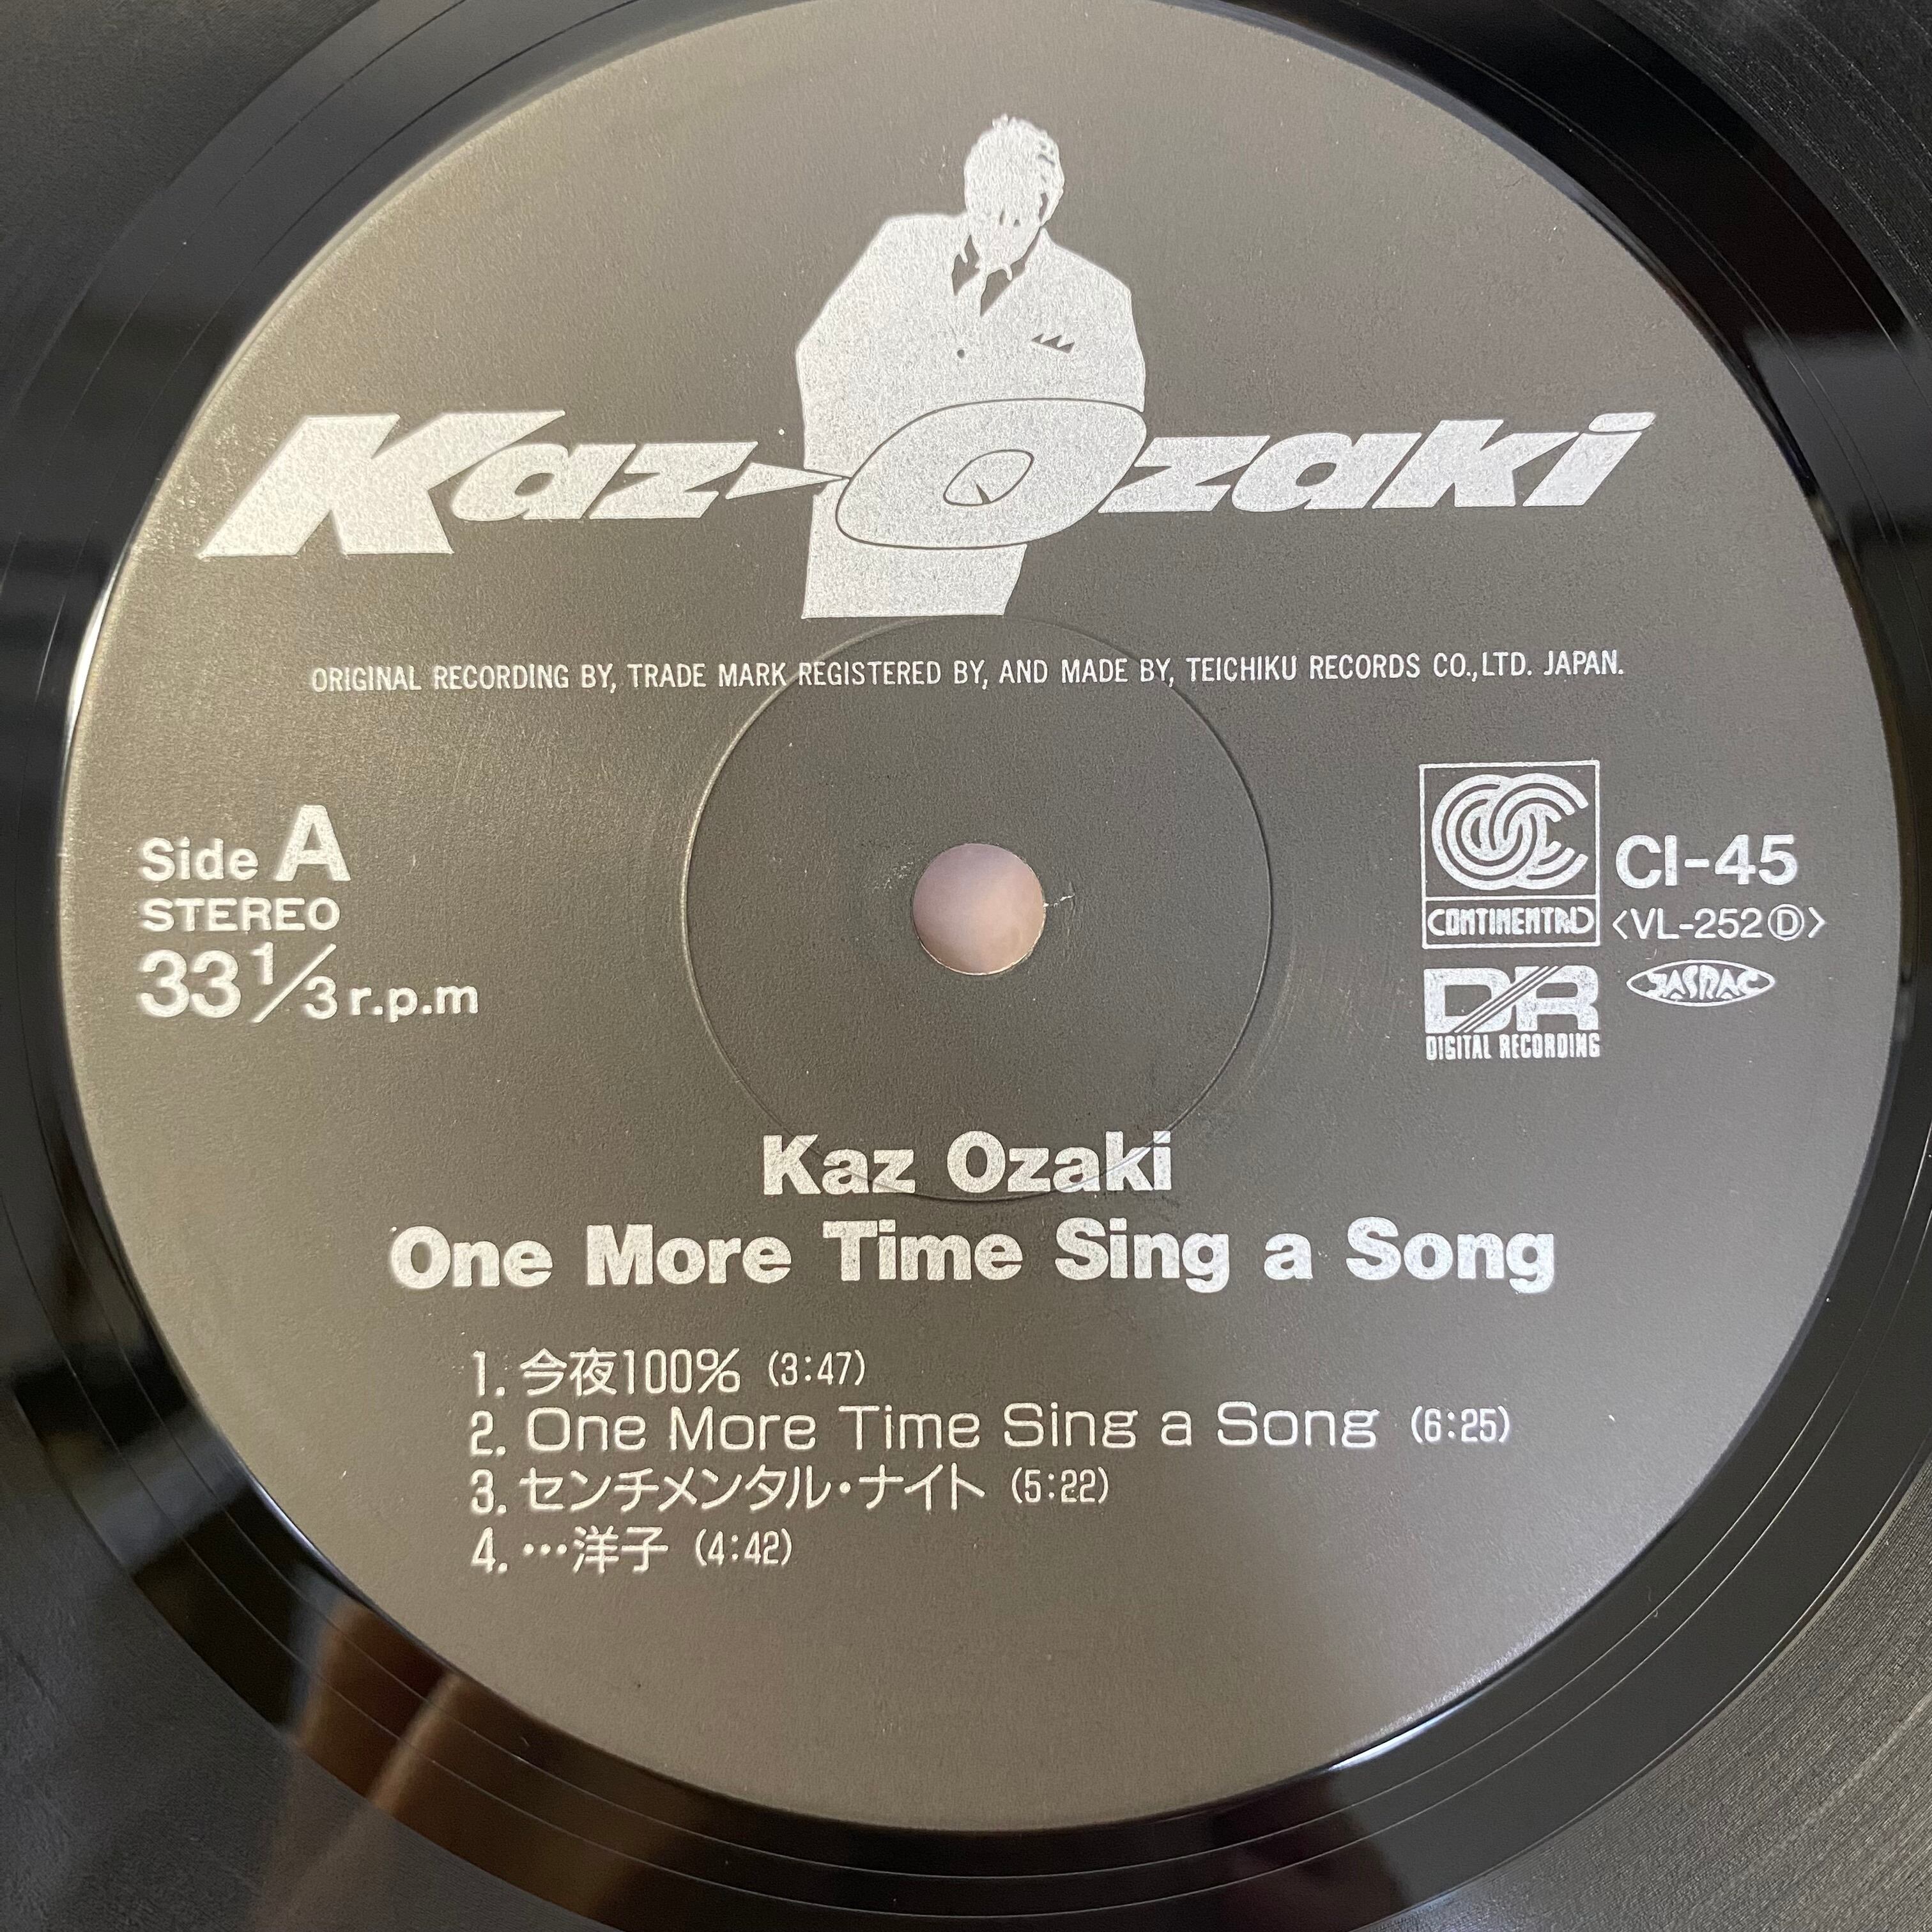 Kaz-Ozaki
ORIGINAL RECORDING BY, TRADE MARK REGISTERED BY, AND MADE BY, TEICHIKU RECORDS CO.,LTD. JAPAN.
Side A
STEREO
33 1/3 r.p.m
CONTINENTAL
CI-45
<VL-252Ⓓ>
JASRAC
DR
DIGITAL RECORDING
Kaz Ozaki
One More Time Sing a Song
1. 今夜100% (3:47)
2. One More Time Sing a Song (6:25)
3. センチメンタル・ナイト (5:22)
4. …洋子 (4:42)